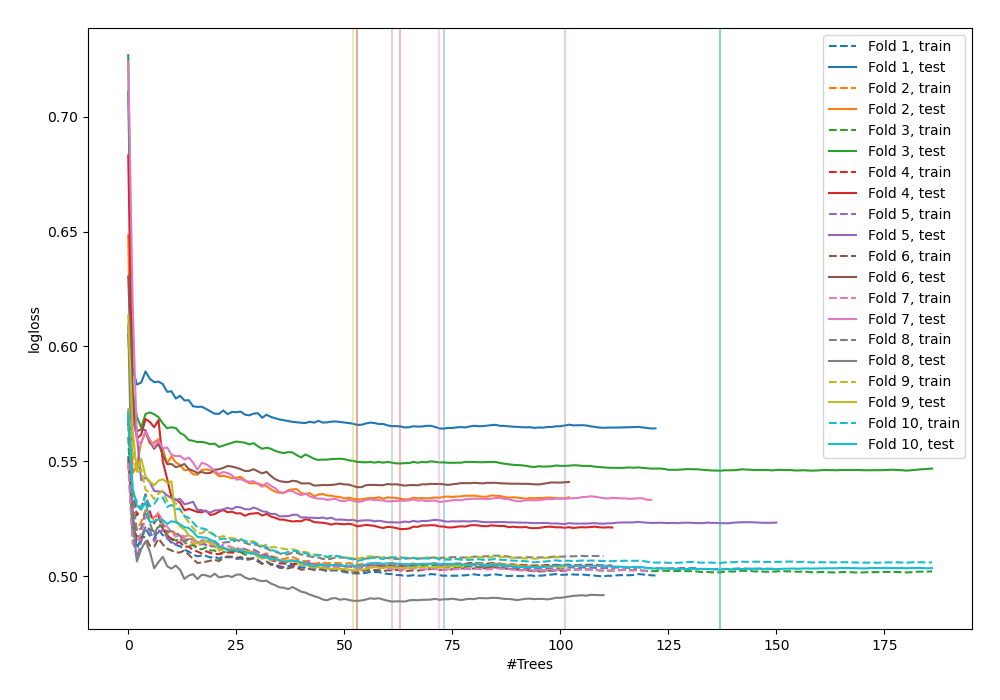 0.70
0.65
0.60
0.55
0.50
logloss
0 25 50 75 100 125 150 175
#Trees
Fold 1, train
Fold 1, test
Fold 2, train
Fold 2, test
Fold 3, train
Fold 3, test
Fold 4, train
Fold 4, test
Fold 5, train
Fold 5, test
Fold 6, train
Fold 6, test
Fold 7, train
Fold 7, test
Fold 8, train
Fold 8, test
Fold 9, train
Fold 9, test
Fold 10, train
Fold 10, test